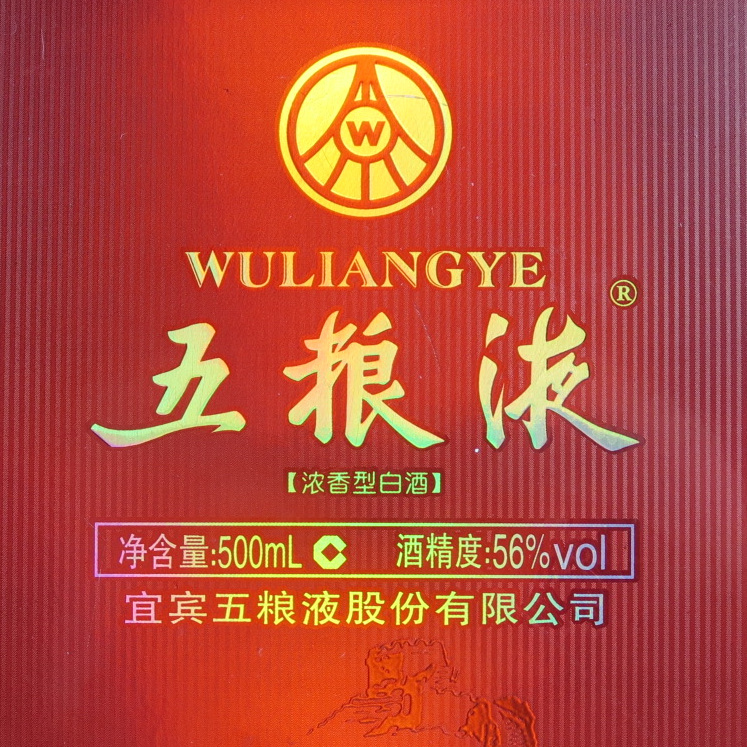 W
WULIANGYE
®
五粮液
【浓香型白酒】
净含量:500mL 酒精度:56%vol
宜宾五粮液股份有限公司